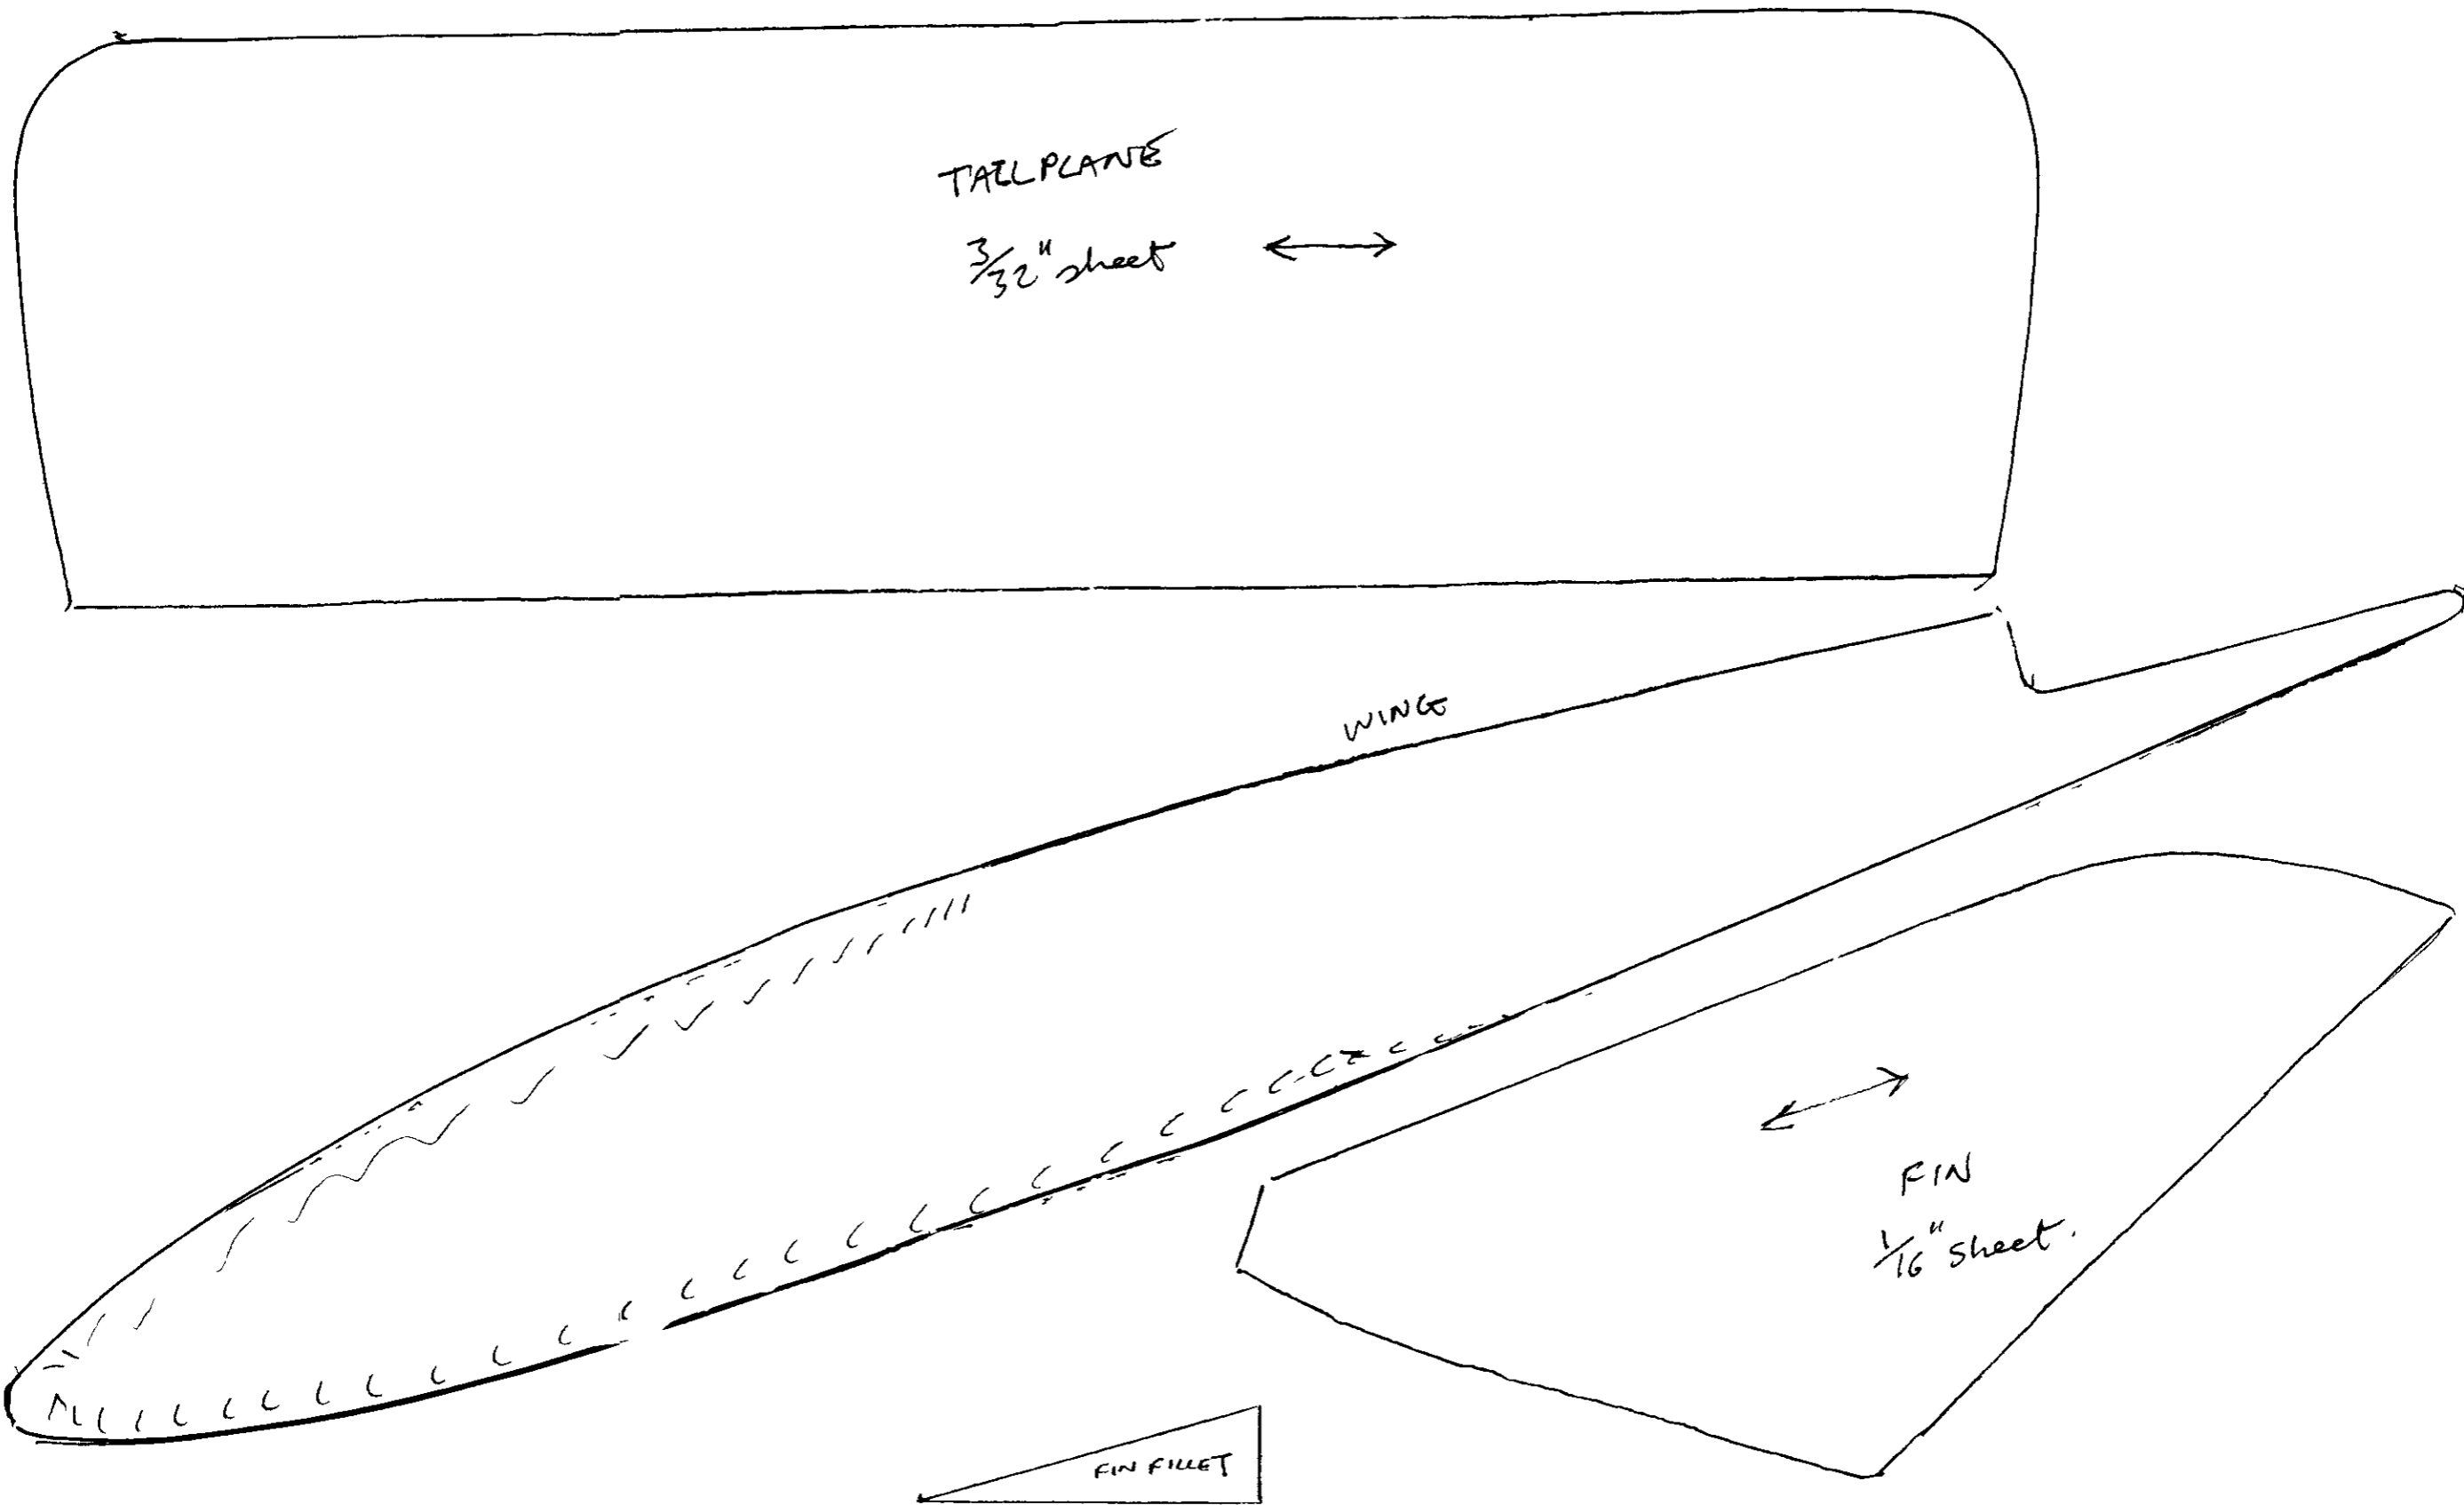 TAILPLANE
3/32" sheet
WING
FIN
1/16" sheet.
FIN FILLET